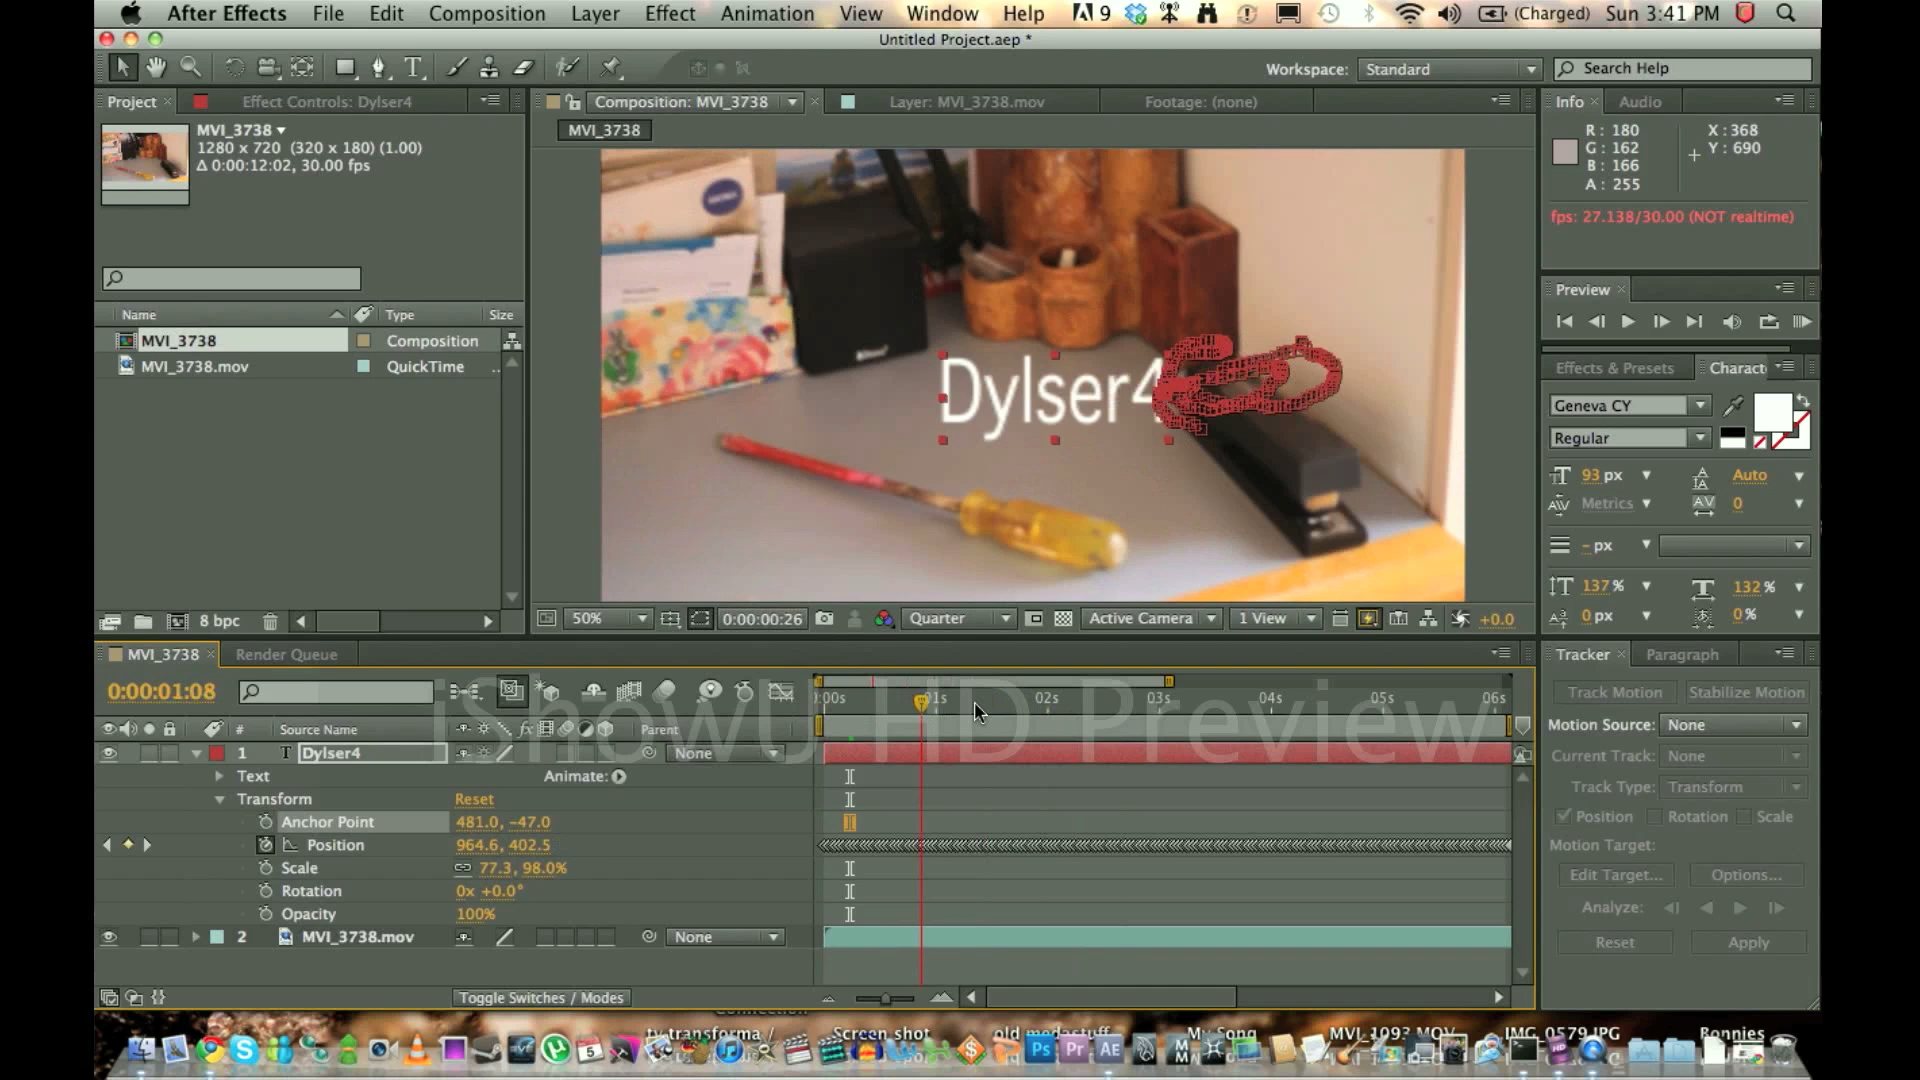 After Effects File Edit Composition Layer Effect Animation View Window Help 9 (Charged) Sun 3:41 PM
Untitled Project.aep *
Workspace: Standard Search Help
Project Effect Controls: Dylser4 Composition: MVI_3738 Layer: MVI_3738.mov Footage: (none) Info Audio
MVI_3738
MVI_3738
1280 x 720 (320 x 180) (1.00)
Δ 0:00:12:02, 30.00 fps
R: 180
G: 162
B: 166
A: 255
X: 368
Y: 690
fps: 27.138/30.00 (NOT realtime)
Preview
Name Type Size
MVI_3738 Composition
MVI_3738.mov QuickTime ..
Dylser4
Effects & Presets Charact
Geneva CY
Regular
93 px Auto
Metrics 0
- px
137 % 132 %
0 px 0 %
8 bpc
50% 0:00:00:26 Quarter Active Camera 1 View +0.0
MVI_3738 Render Queue
0:00:01:08
):00s 01s 02s 03s 04s 05s 06s
iShowU HD Preview
# Source Name fx Parent
1 T Dylser4 None
Text Animate:
Transform Reset
Anchor Point 481.0, -47.0
Position 964.6, 402.5
Scale 77.3, 98.0%
Rotation 0x +0.0°
Opacity 100%
2 MVI_3738.mov None
Toggle Switches / Modes
Tracker Paragraph
Track Motion Stabilize Motion
Motion Source: None
Current Track: None
Track Type: Transform
Position Rotation Scale
Motion Target:
Edit Target... Options...
Analyze:
Reset Apply
tv transforma / Screen shot old modastuff My Song MVI_1093.MOV IMG_0579.JPG Bonnies
Ps Pr AE